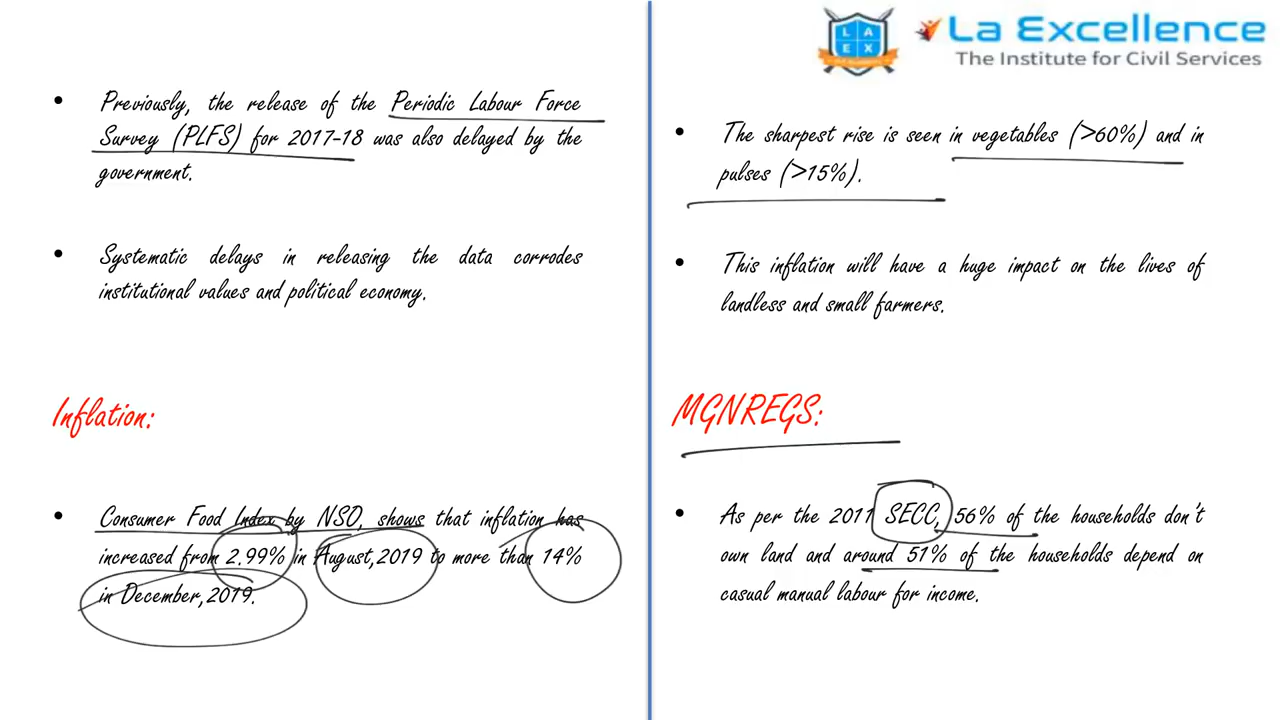 LA
EX
La Excellence
The Institute for Civil Services
• Previously, the release of the Periodic Labour Force
Survey (PLFS) for 2017-18 was also delayed by the
government.
• Systematic delays in releasing the data corrodes
institutional values and political economy.
Inflation:
• Consumer Food Index by NSO, shows that inflation has
increased from 2.99% in August,2019 to more than 14%
in December,2019.
• The sharpest rise is seen in vegetables (>60%) and in
pulses (>15%).
• This inflation will have a huge impact on the lives of
landless and small farmers.
MGNREGS:
• As per the 2011 SECC, 56% of the households don't
own land and around 51% of the households depend on
casual manual labour for income.